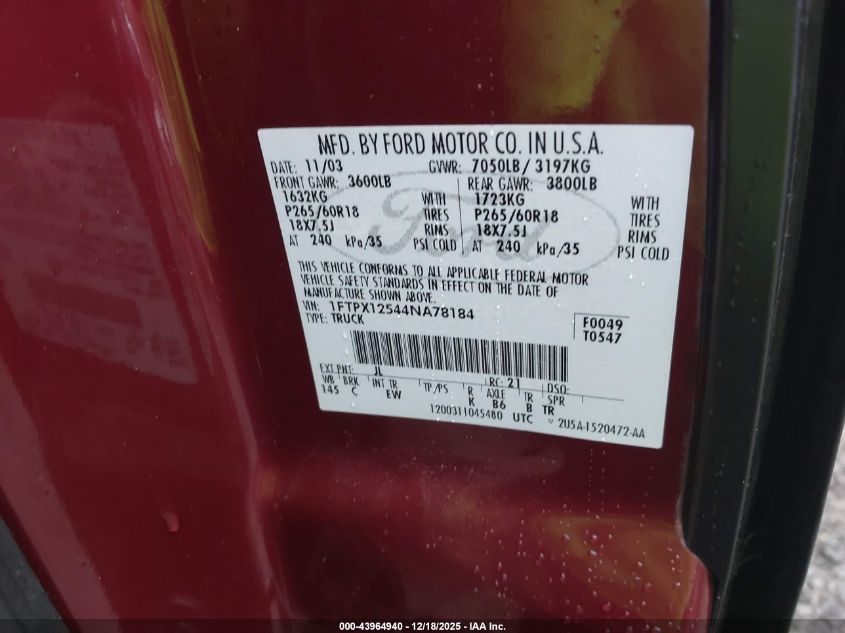 MFD. BY FORD MOTOR CO. IN U.S.A.
DATE: 11/03 GVWR: 7050LB/ 3197KG
FRONT GAWR: 3600LB REAR GAWR: 3800LB
1632KG WITH 1723KG WITH
P265/60R18 TIRES P265/60R18 TIRES
18X7.5J RIMS 18X7.5J RIMS
AT 240 kPa/35 PSI COLD AT 240 kPa/35 PSI COLD
Ford
THIS VEHICLE CONFORMS TO ALL APPLICABLE FEDERAL MOTOR
VEHICLE SAFETY STANDARDS IN EFFECT ON THE DATE OF
MANUFACTURE SHOWN ABOVE.
VIN: 1FTPX12544NA78184 F0049
TYPE: TRUCK T0547
EXT PNT: JL RC: 21 DSO:
WB BRK INT TR TP/PS R AXLE TR SPR
145 C EW K B6 B TR
1200311045480 UTC ▽ 2U5A-1520472-AA
000-43964940 - 12/18/2025 - IAA Inc.